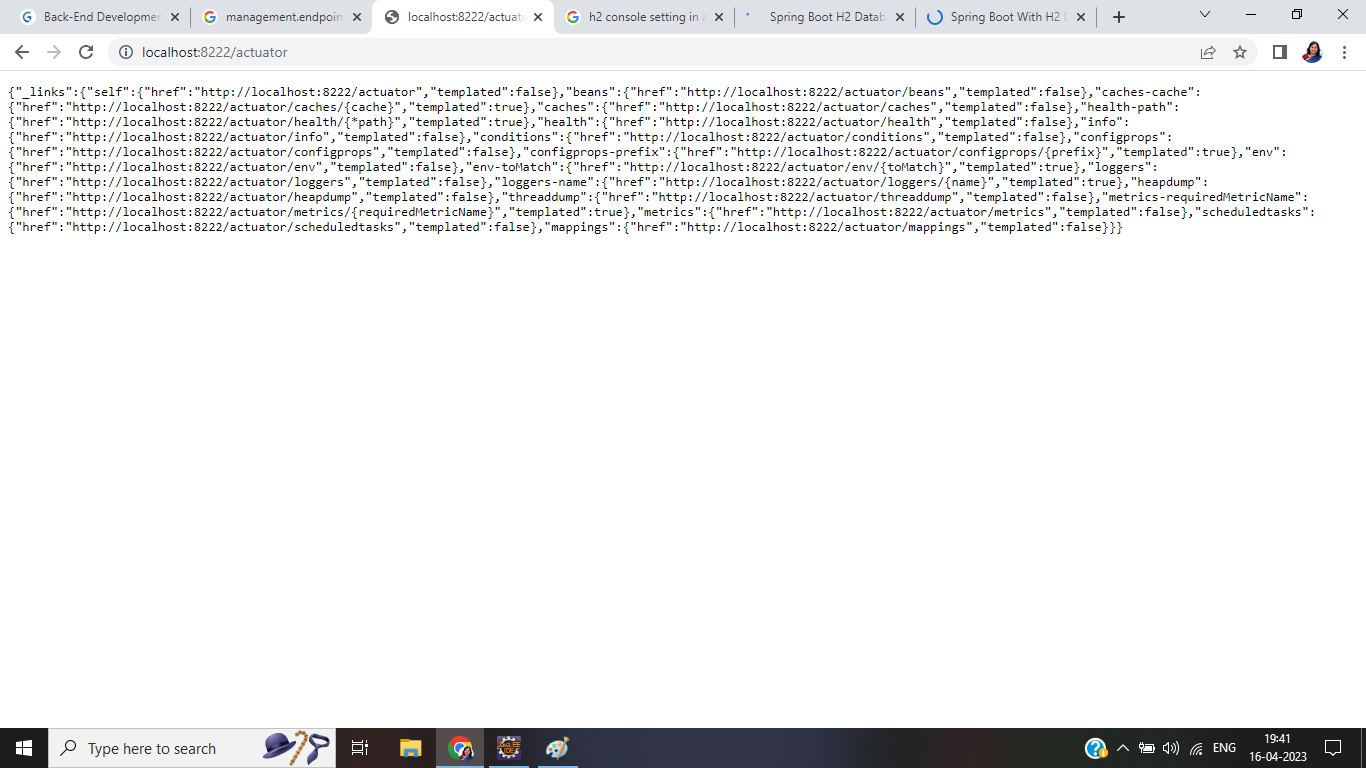 Back-End Developmen
management.endpoin
localhost:8222/actuato
h2 console setting in a
Spring Boot H2 Datab
Spring Boot With H2 D
localhost:8222/actuator
{"_links":{"self":{"href":"http://localhost:8222/actuator","templated":false},"beans":{"href":"http://localhost:8222/actuator/beans","templated":false},"caches-cache":
{"href":"http://localhost:8222/actuator/caches/{cache}","templated":true},"caches":{"href":"http://localhost:8222/actuator/caches","templated":false},"health-path":
{"href":"http://localhost:8222/actuator/health/{*path}","templated":true},"health":{"href":"http://localhost:8222/actuator/health","templated":false},"info":
{"href":"http://localhost:8222/actuator/info","templated":false},"conditions":{"href":"http://localhost:8222/actuator/conditions","templated":false},"configprops":
{"href":"http://localhost:8222/actuator/configprops","templated":false},"configprops-prefix":{"href":"http://localhost:8222/actuator/configprops/{prefix}","templated":true},"env":
{"href":"http://localhost:8222/actuator/env","templated":false},"env-toMatch":{"href":"http://localhost:8222/actuator/env/{toMatch}","templated":true},"loggers":
{"href":"http://localhost:8222/actuator/loggers","templated":false},"loggers-name":{"href":"http://localhost:8222/actuator/loggers/{name}","templated":true},"heapdump":
{"href":"http://localhost:8222/actuator/heapdump","templated":false},"threaddump":{"href":"http://localhost:8222/actuator/threaddump","templated":false},"metrics-requiredMetricName":
{"href":"http://localhost:8222/actuator/metrics/{requiredMetricName}","templated":true},"metrics":{"href":"http://localhost:8222/actuator/metrics","templated":false},"scheduledtasks":
{"href":"http://localhost:8222/actuator/scheduledtasks","templated":false},"mappings":{"href":"http://localhost:8222/actuator/mappings","templated":false}}}
Type here to search
ENG
19:41
16-04-2023